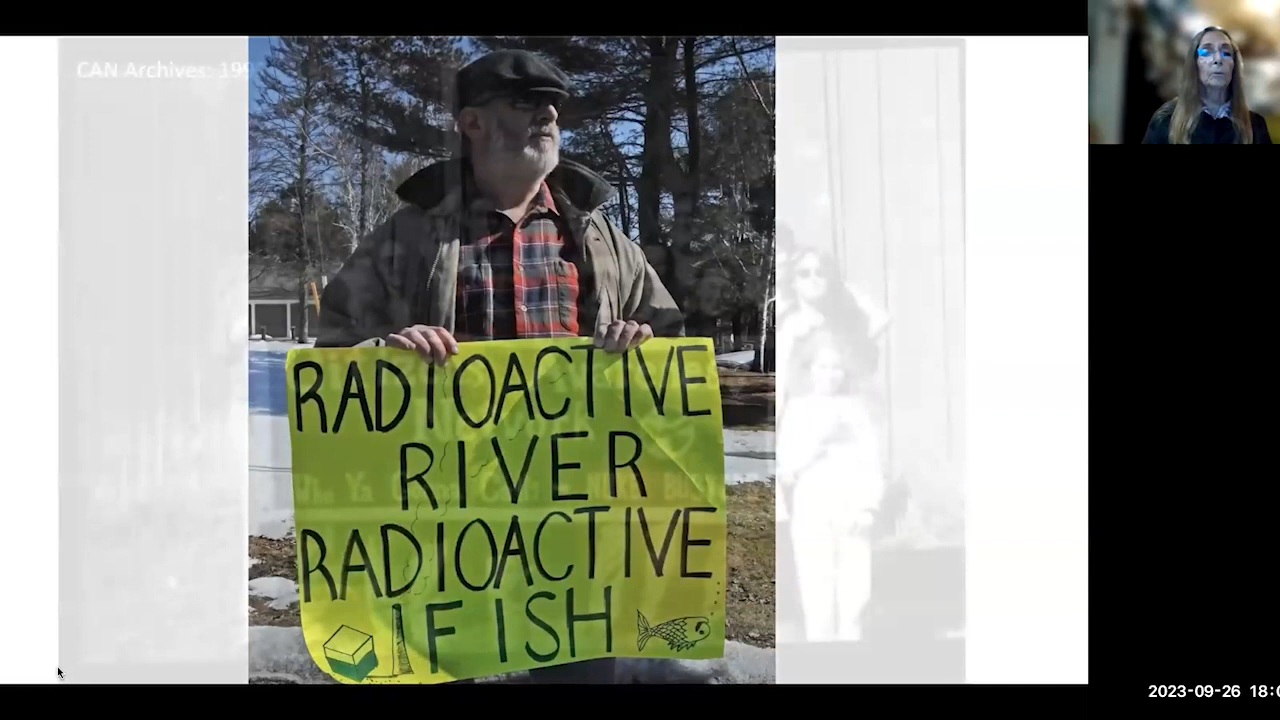 CAN Archives: 199
RADIOACTIVE
RIVER
RADIOACTIVE
FISH
2023-09-26 18:0